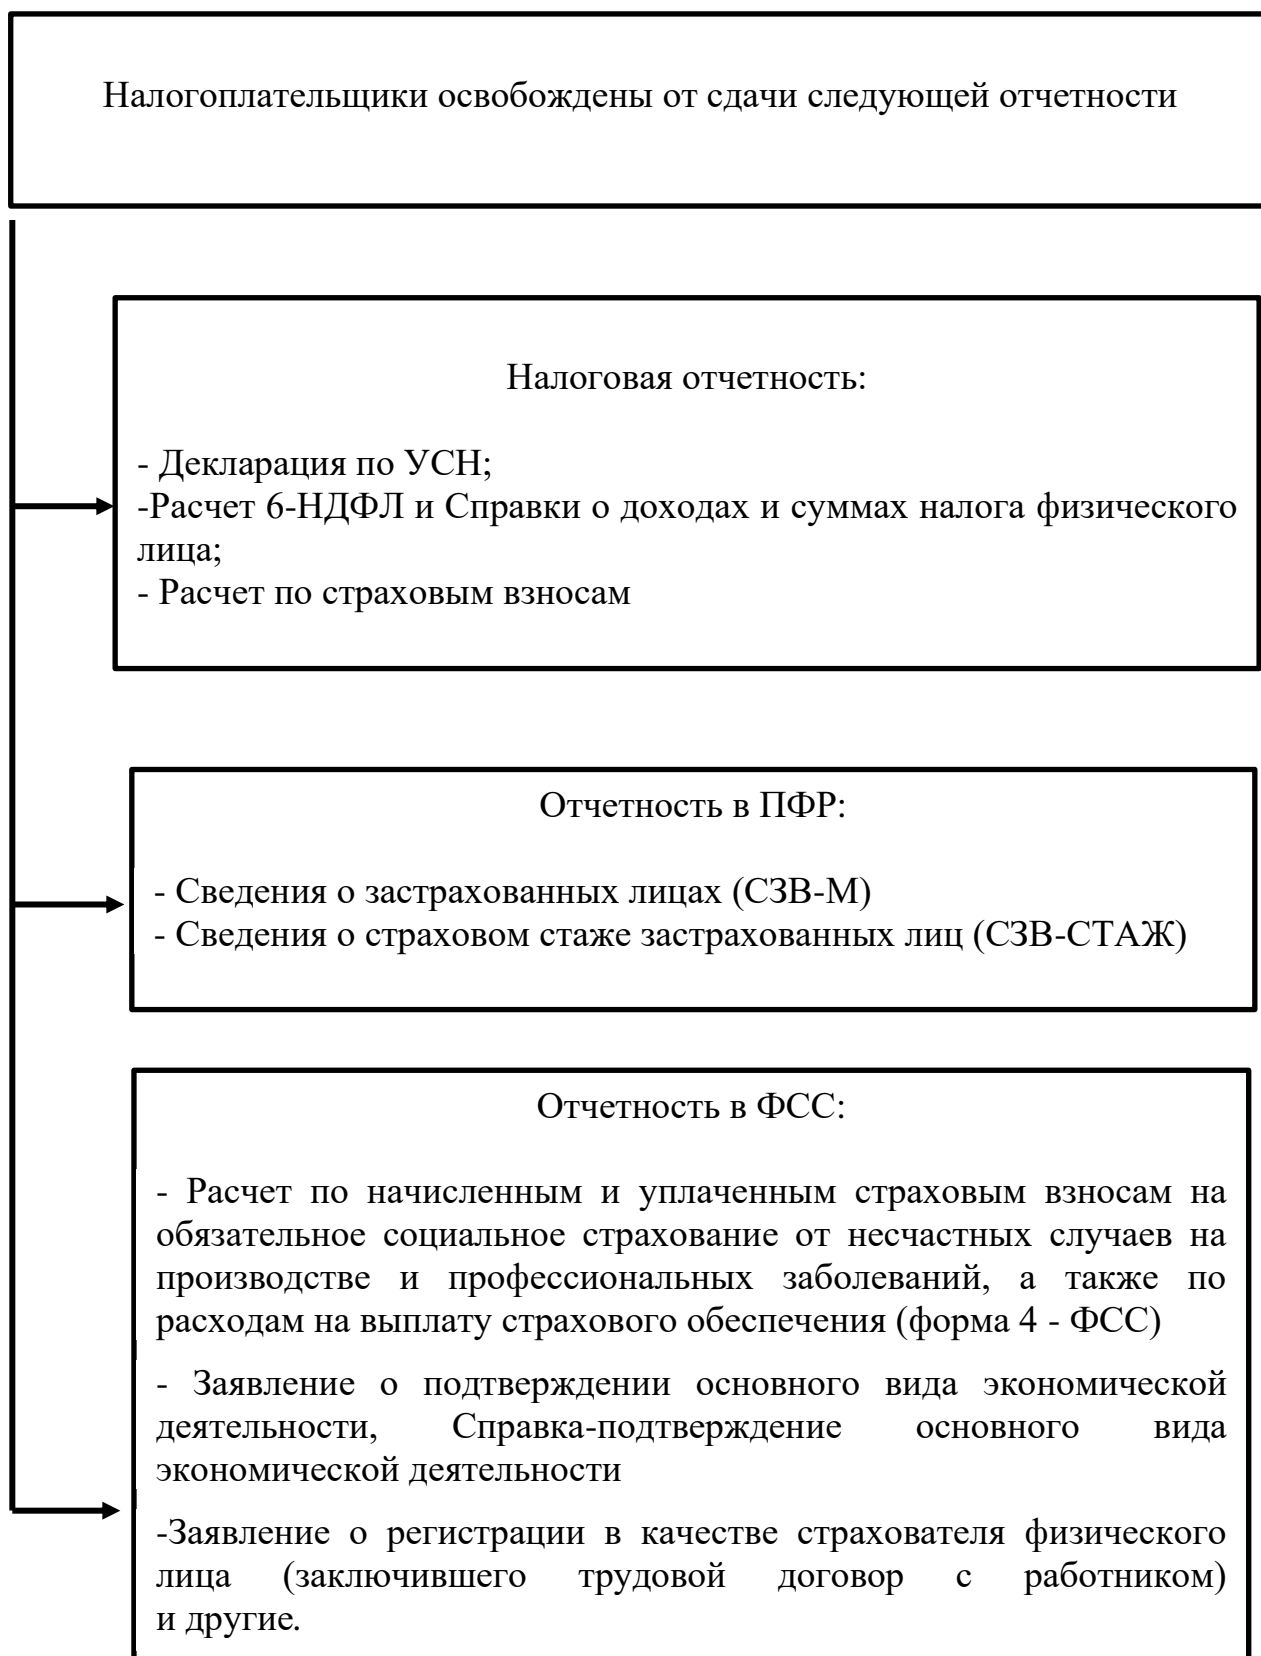 Налогоплательщики освобождены от сдачи следующей отчетности
Налоговая отчетность:
- Декларация по УСН;
-Расчет 6-НДФЛ и Справки о доходах и суммах налога физического
лица;
- Расчет по страховым взносам
Отчетность в ПФР:
- Сведения о застрахованных лицах (СЗВ-М)
- Сведения о страховом стаже застрахованных лиц (СЗВ-СТАЖ)
Отчетность в ФСС:
- Расчет по начисленным и уплаченным страховым взносам на
обязательное социальное страхование от несчастных случаев на
производстве и профессиональных заболеваний, а также по
расходам на выплату страхового обеспечения (форма 4 - ФСС)
- Заявление о подтверждении основного вида экономической
деятельности, Справка-подтверждение основного вида
экономической деятельности
-Заявление о регистрации в качестве страхователя физического
лица (заключившего трудовой договор с работником)
и другие.